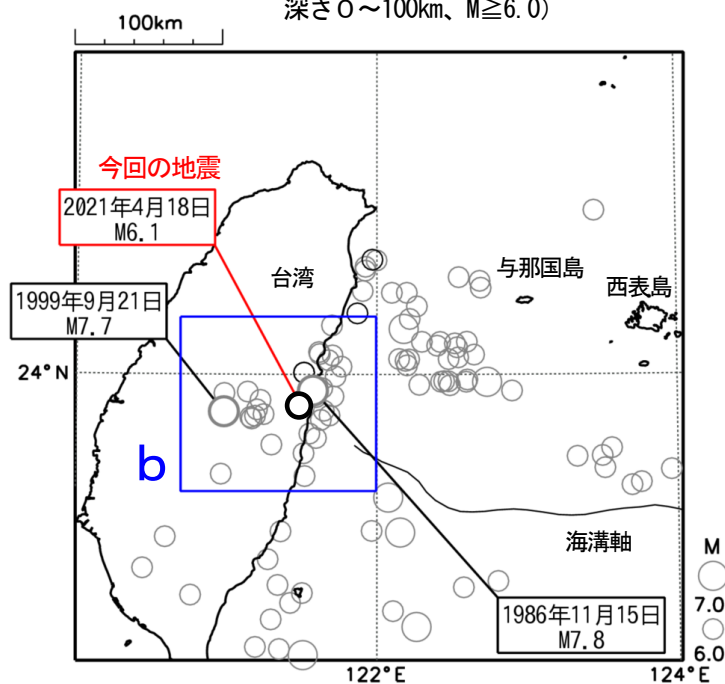 深さ０～100km、M≧6.0)
100km
今回の地震
2021年4月18日
M6.1
台湾
与那国島
西表島
1999年9月21日
M7.7
24°N
b
海溝軸
M
7.0
6.0
1986年11月15日
M7.8
122°E
124°E